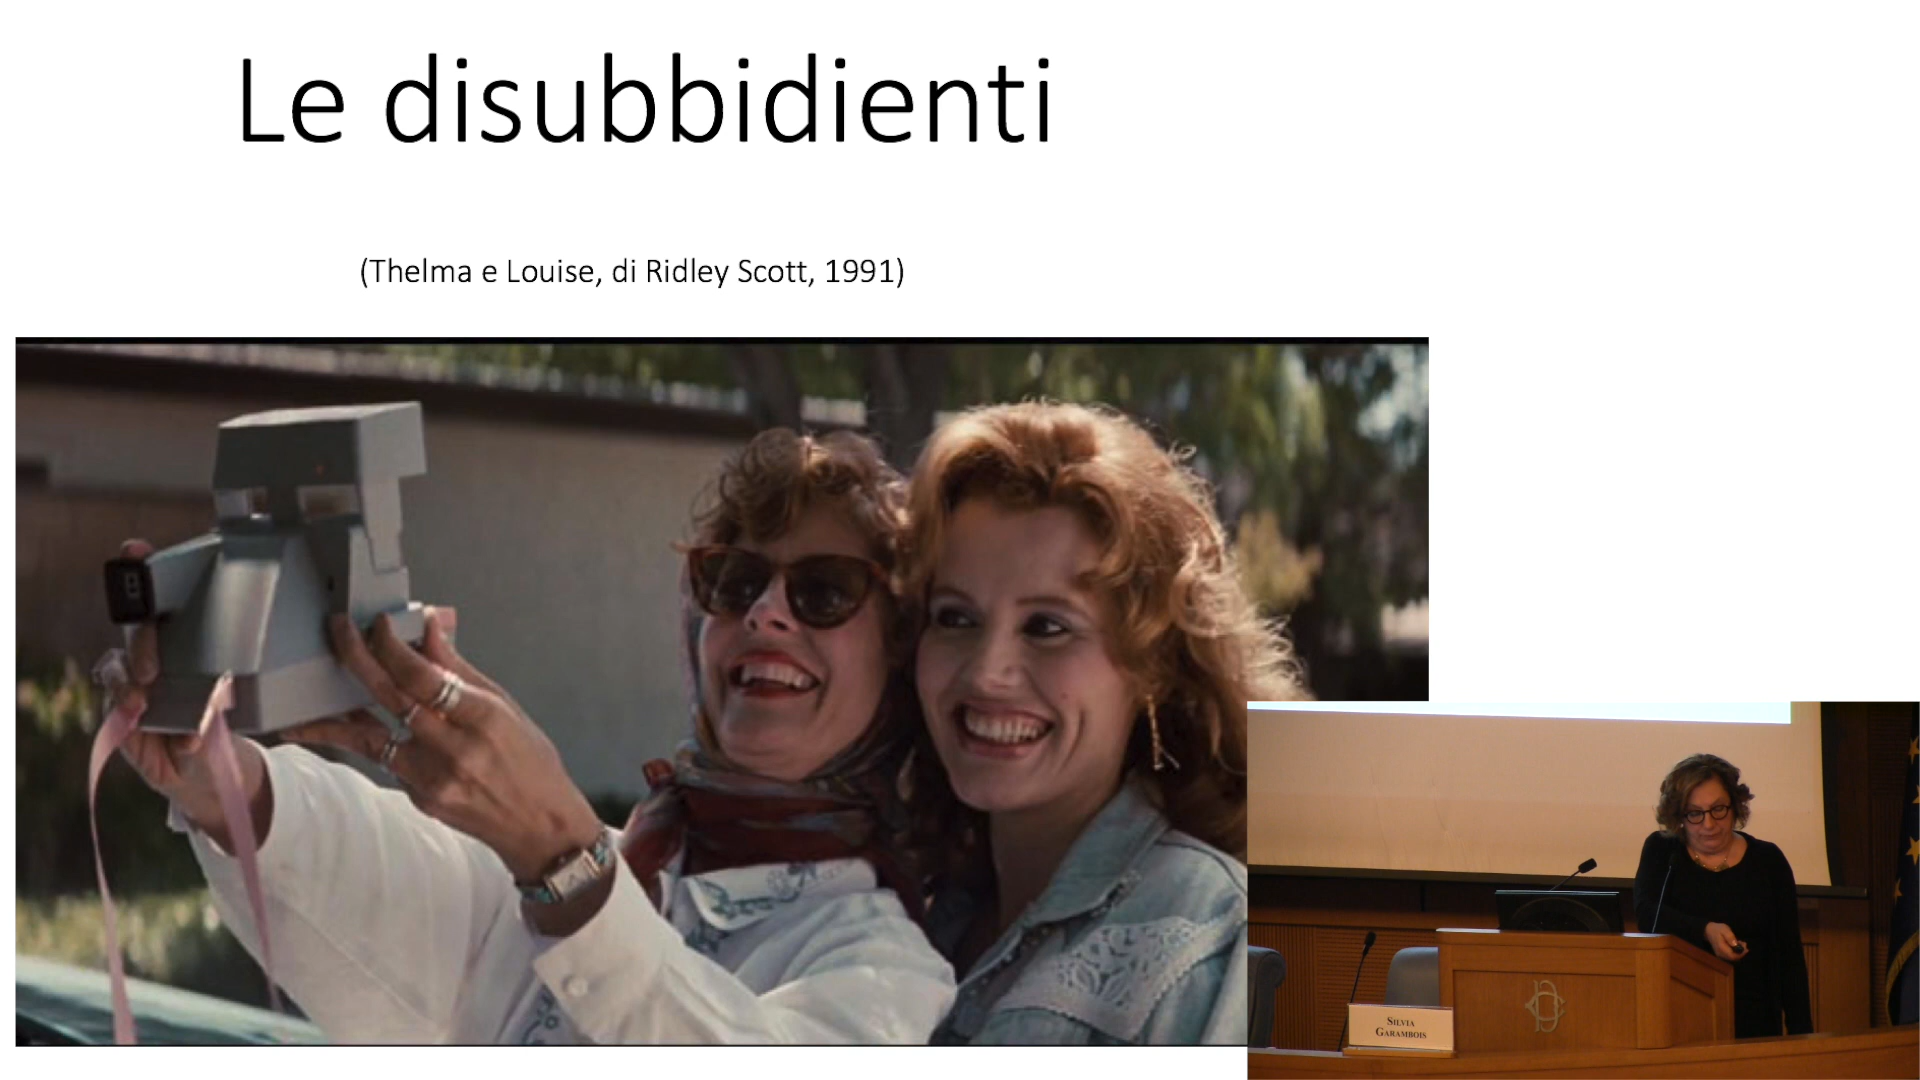 Le disubbidienti
(Thelma e Louise, di Ridley Scott, 1991)
SILVIA
GARAMBOIS